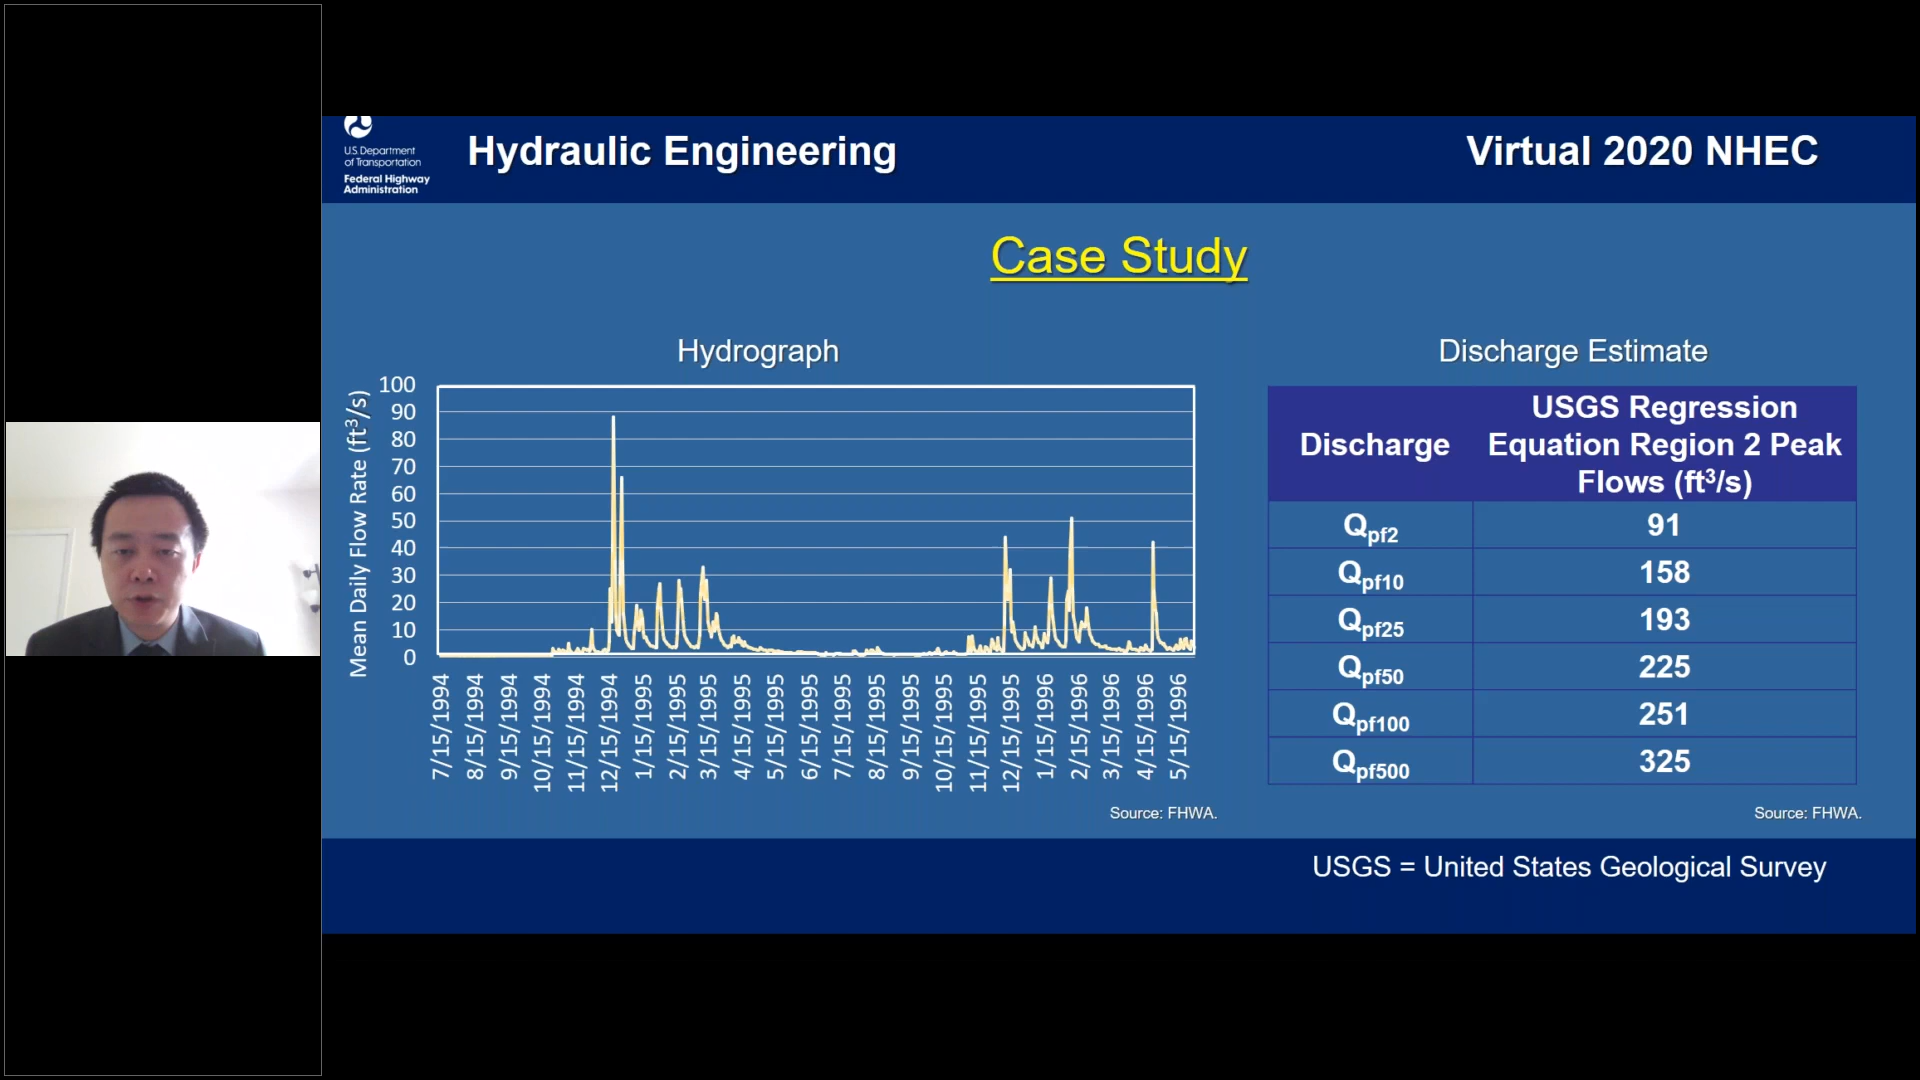 U.S. Department
of Transportation
Federal Highway
Administration
Hydraulic Engineering
Virtual 2020 NHEC
Case Study
Hydrograph
Mean Daily Flow Rate (ft³/s)
100
90
80
70
60
50
40
30
20
10
0
7/15/1994
8/15/1994
9/15/1994
10/15/1994
11/15/1994
12/15/1994
1/15/1995
2/15/1995
3/15/1995
4/15/1995
5/15/1995
6/15/1995
7/15/1995
8/15/1995
9/15/1995
10/15/1995
11/15/1995
12/15/1995
1/15/1996
2/15/1996
3/15/1996
4/15/1996
5/15/1996
Source: FHWA.
Discharge Estimate
Discharge
USGS Regression
Equation Region 2 Peak
Flows (ft³/s)
Qpf2 91
Qpf10 158
Qpf25 193
Qpf50 225
Qpf100 251
Qpf500 325
Source: FHWA.
USGS = United States Geological Survey